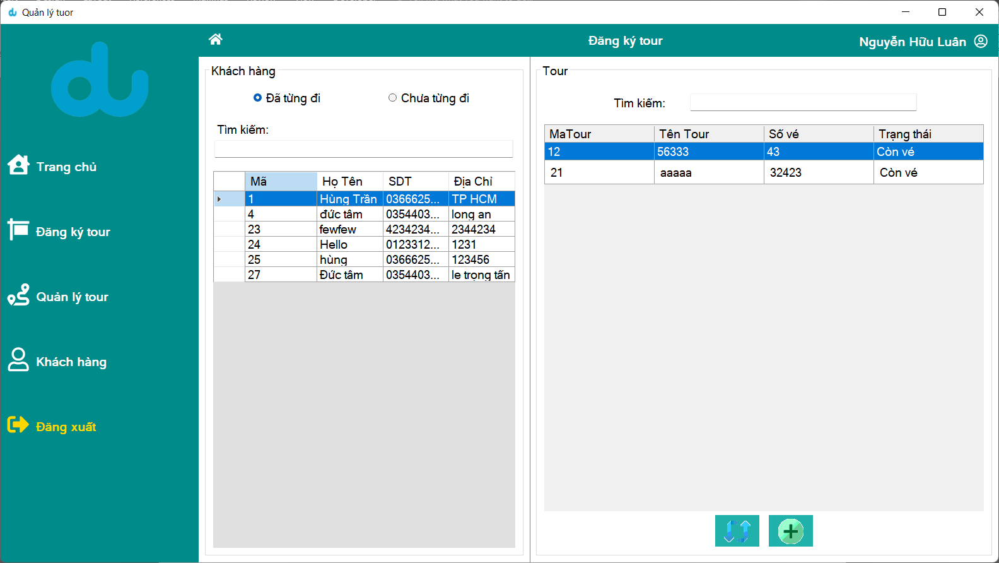 Quản lý tuor
Đăng ký tour
Nguyễn Hữu Luân
Trang chủ
Đăng ký tour
Quản lý tour
Khách hàng
Đăng xuất
Khách hàng
Đã từng đi
Chưa từng đi
Tìm kiếm:
Mã Họ Tên SDT Địa Chỉ
1 Hùng Trần 0366625... TP HCM
4 đức tâm 0354403... long an
23 fewfew 4234234... 2344234
24 Hello 0123312... 1231
25 hùng 0366625... 123456
27 Đức tâm 0354403... le trọng tấn
Tour
Tìm kiếm:
MaTour Tên Tour Số vé Trạng thái
12 56333 43 Còn vé
21 aaaaa 32423 Còn vé